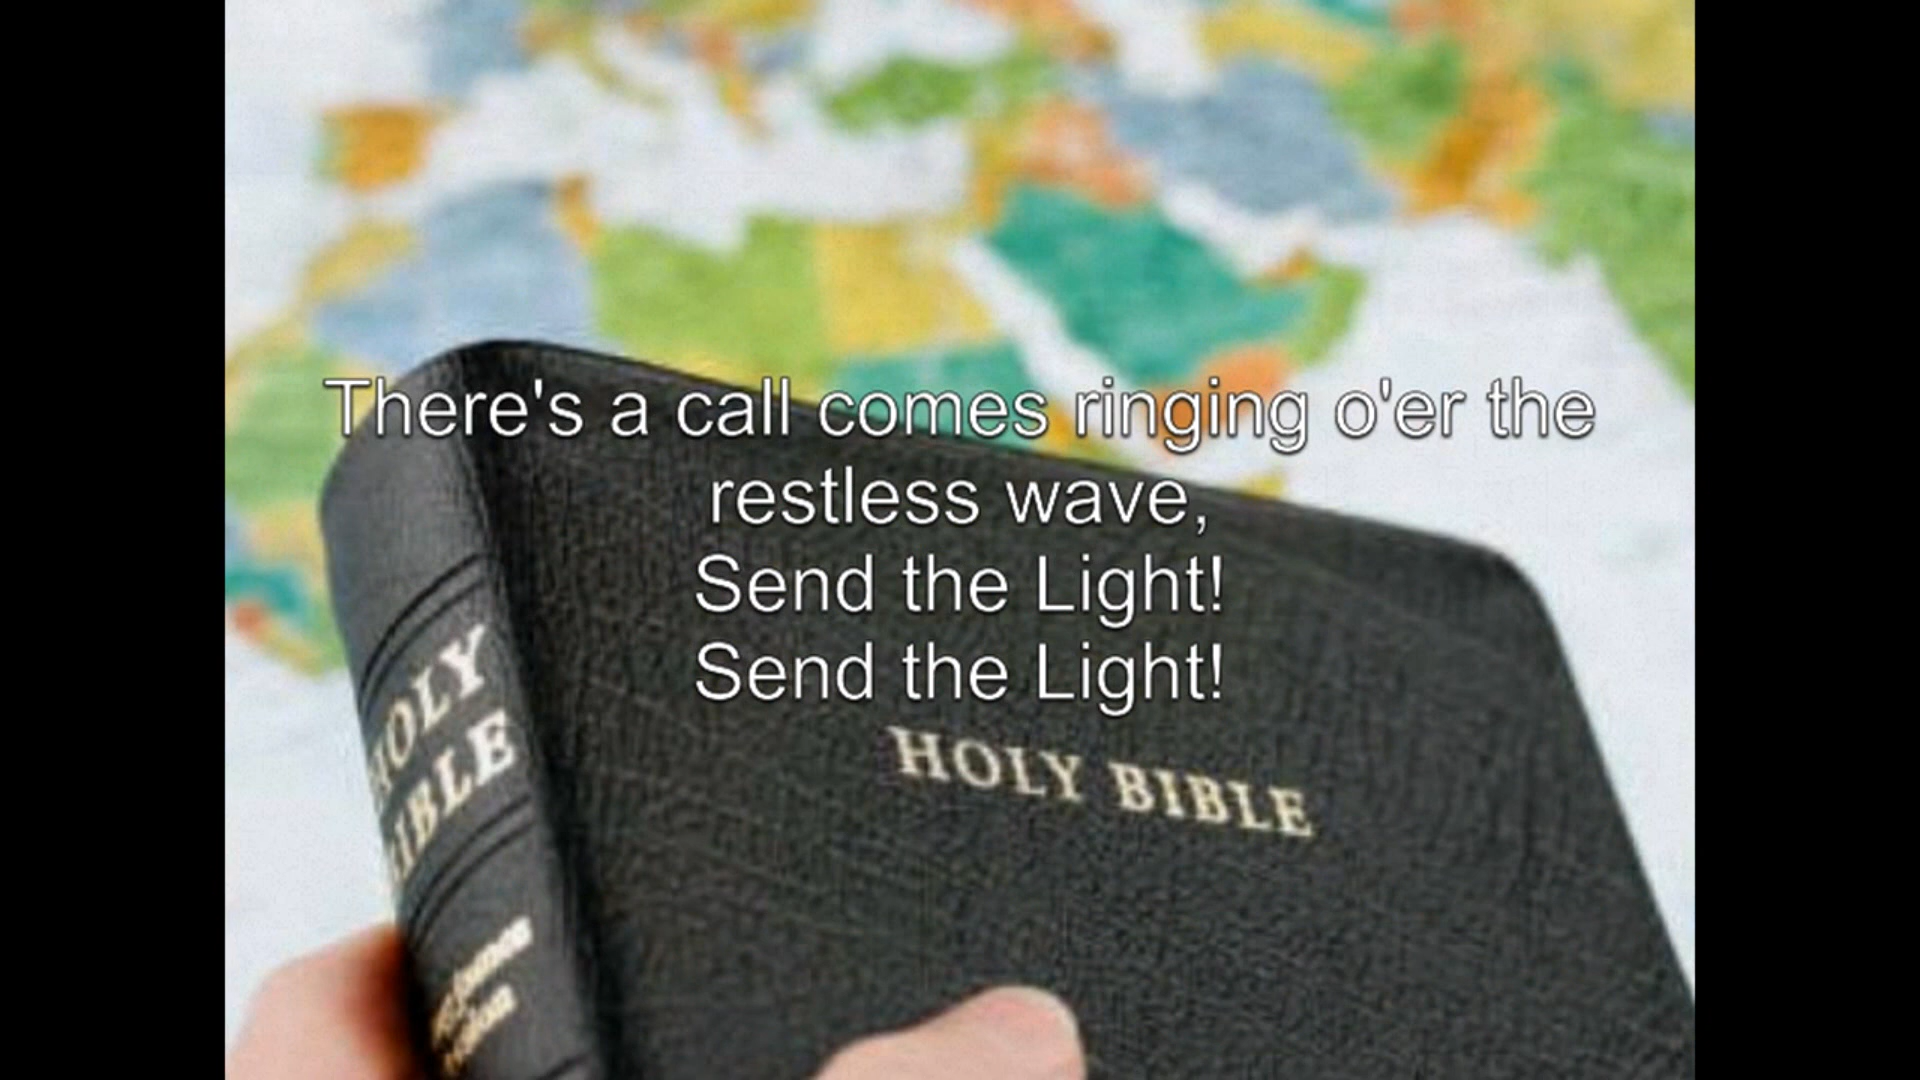 There's a call comes ringing o'er the
restless wave,
Send the Light!
Send the Light!
HOLY BIBLE
HOLY
BIBLE